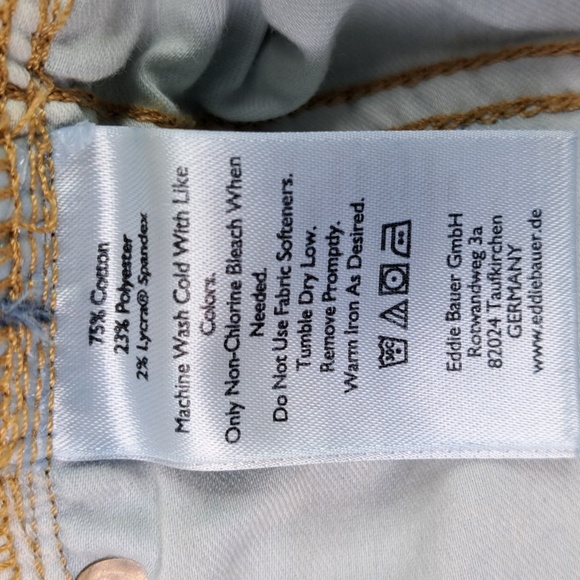 75% Cotton
23% Polyester
2% Lycra® Spandex
Machine Wash Cold With Like
Colors.
Only Non-Chlorine Bleach When
Needed.
Do Not Use Fabric Softeners.
Tumble Dry Low.
Remove Promptly.
Warm Iron As Desired.
30C
Eddie Bauer GmbH
Rotwandweg 3a
82024 Taufkirchen
GERMANY
www.eddiebauer.de